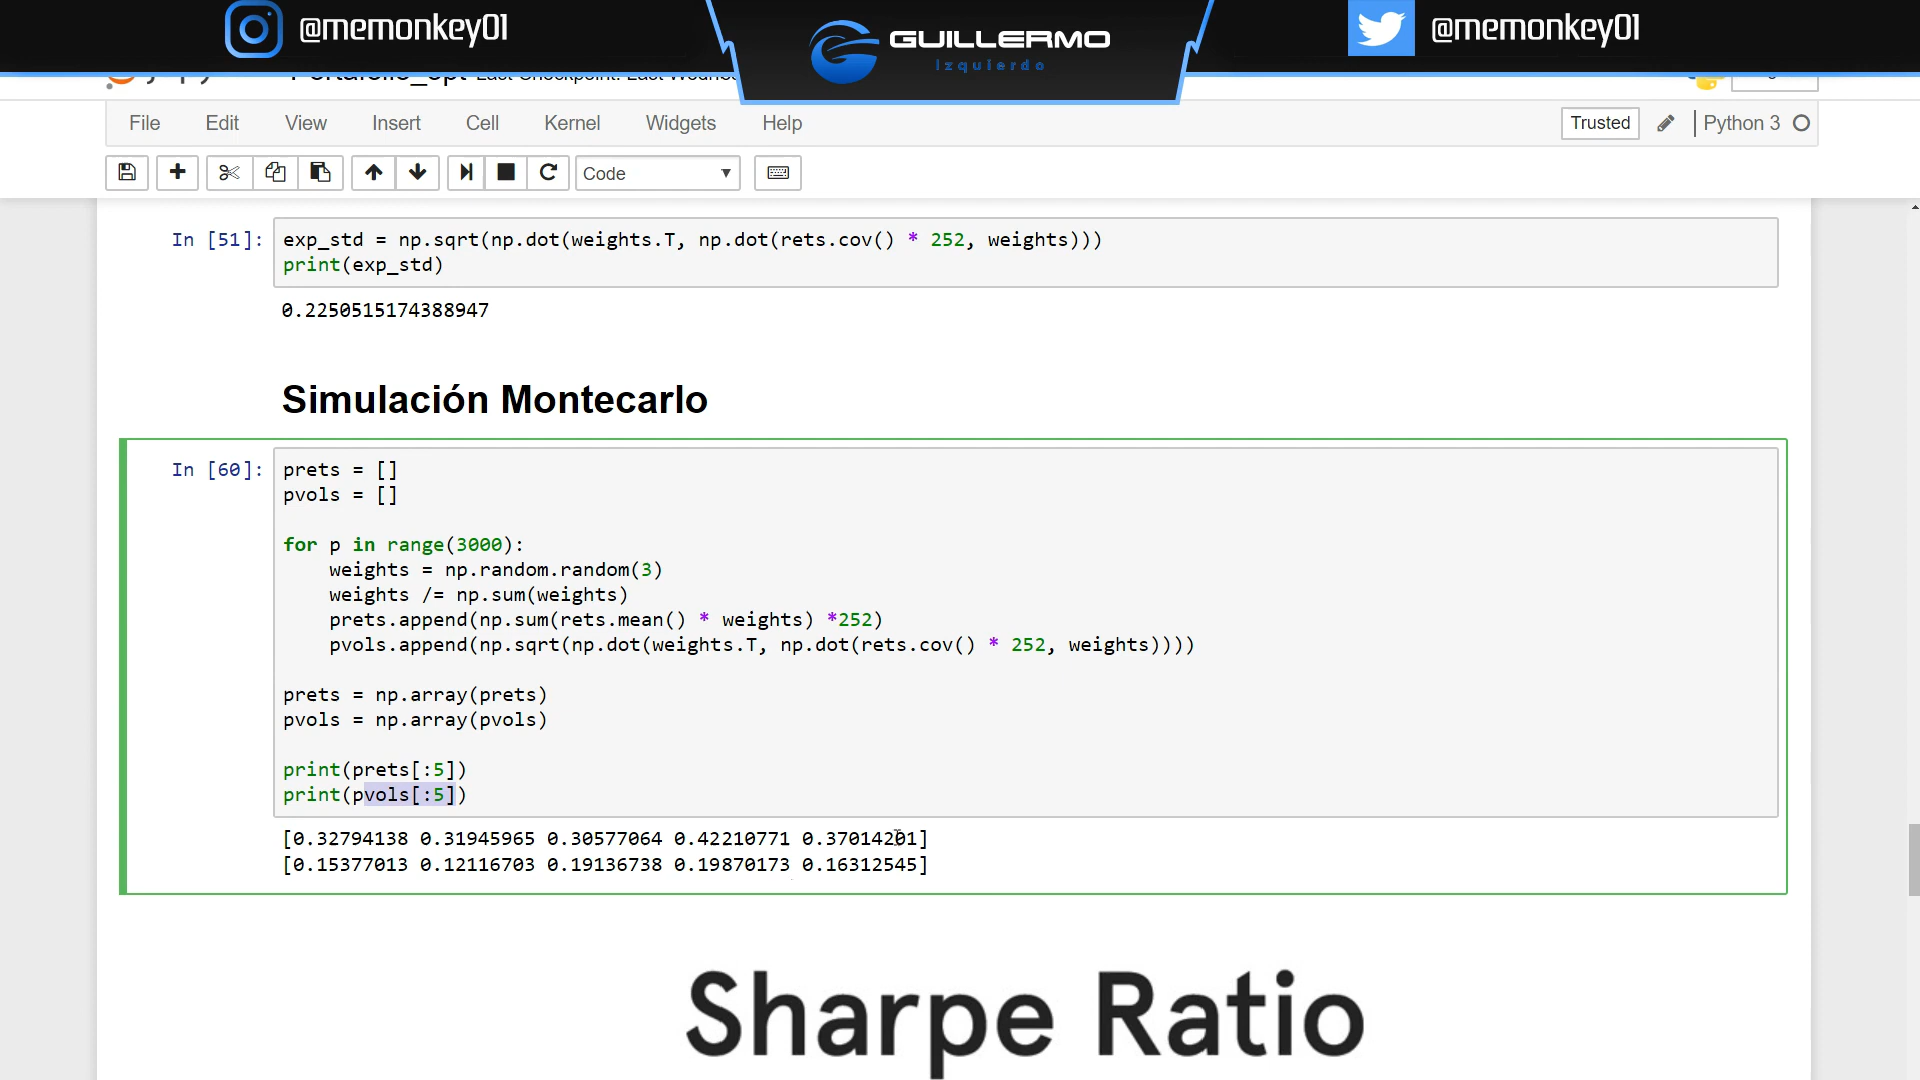 @memonkey01
GUILLERMO
Izquierdo
@memonkey01
File Edit View Insert Cell Kernel Widgets Help
Trusted
Python 3
Code
In [51]:
exp_std = np.sqrt(np.dot(weights.T, np.dot(rets.cov() * 252, weights)))
print(exp_std)
0.2250515174388947
Simulación Montecarlo
In [60]:
prets = []
pvols = []
for p in range(3000):
    weights = np.random.random(3)
    weights /= np.sum(weights)
    prets.append(np.sum(rets.mean() * weights) *252)
    pvols.append(np.sqrt(np.dot(weights.T, np.dot(rets.cov() * 252, weights))))
prets = np.array(prets)
pvols = np.array(pvols)
print(prets[:5])
print(pvols[:5])
[0.32794138 0.31945965 0.30577064 0.42210771 0.37014201]
[0.15377013 0.12116703 0.19136738 0.19870173 0.16312545]
Sharpe Ratio